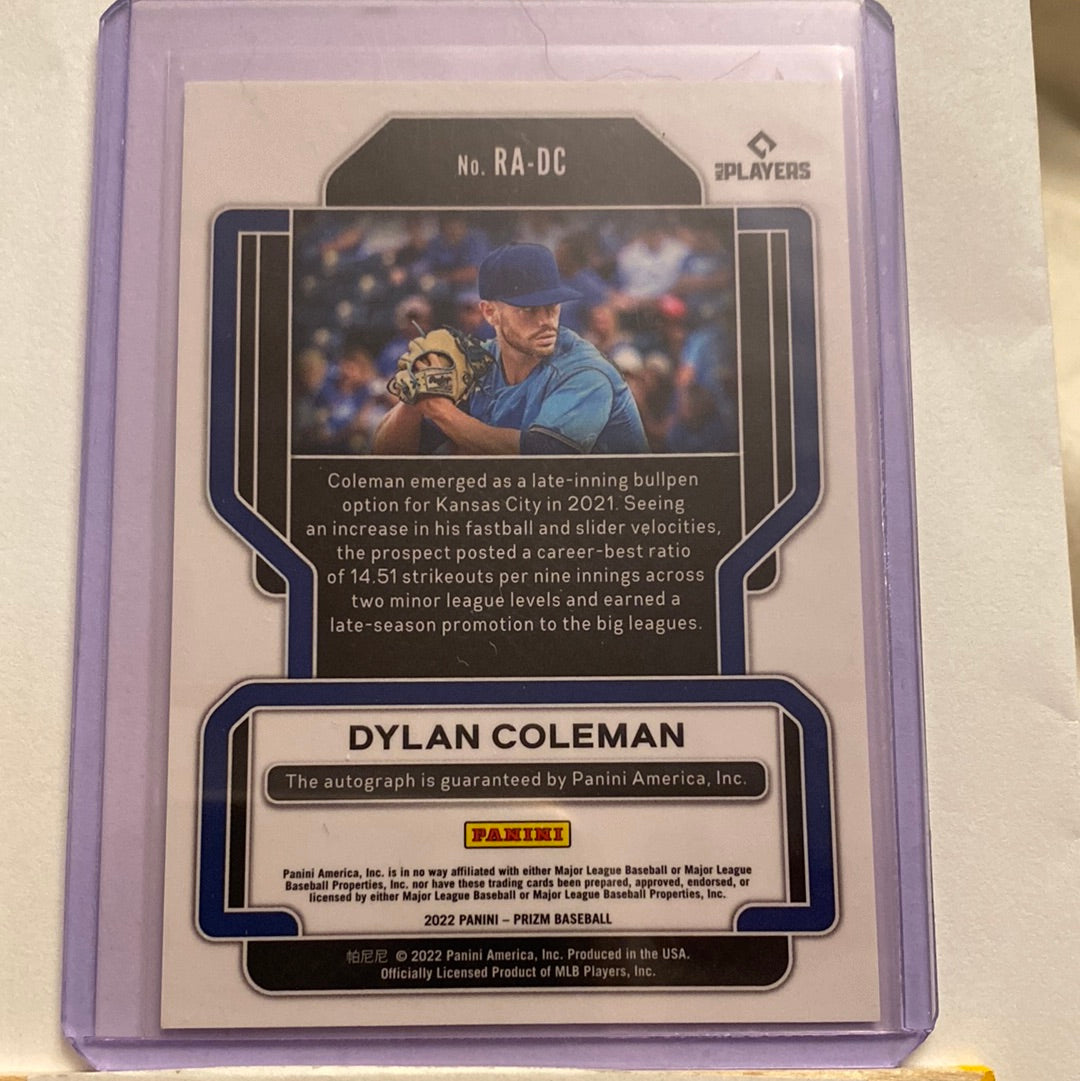 No. RA-DC
MLB PLAYERS
Coleman emerged as a late-inning bullpen
option for Kansas City in 2021. Seeing
an increase in his fastball and slider velocities,
the prospect posted a career-best ratio
of 14.51 strikeouts per nine innings across
two minor league levels and earned a
late-season promotion to the big leagues.
DYLAN COLEMAN
The autograph is guaranteed by Panini America, Inc.
PANINI
Panini America, Inc. is in no way affiliated with either Major League Baseball or Major League
Baseball Properties, Inc. nor have these trading cards been prepared, approved, endorsed, or
licensed by either Major League Baseball or Major League Baseball Properties, Inc.
2022 PANINI – PRIZM BASEBALL
帕尼尼 © 2022 Panini America, Inc. Produced in the USA.
Officially Licensed Product of MLB Players, Inc.